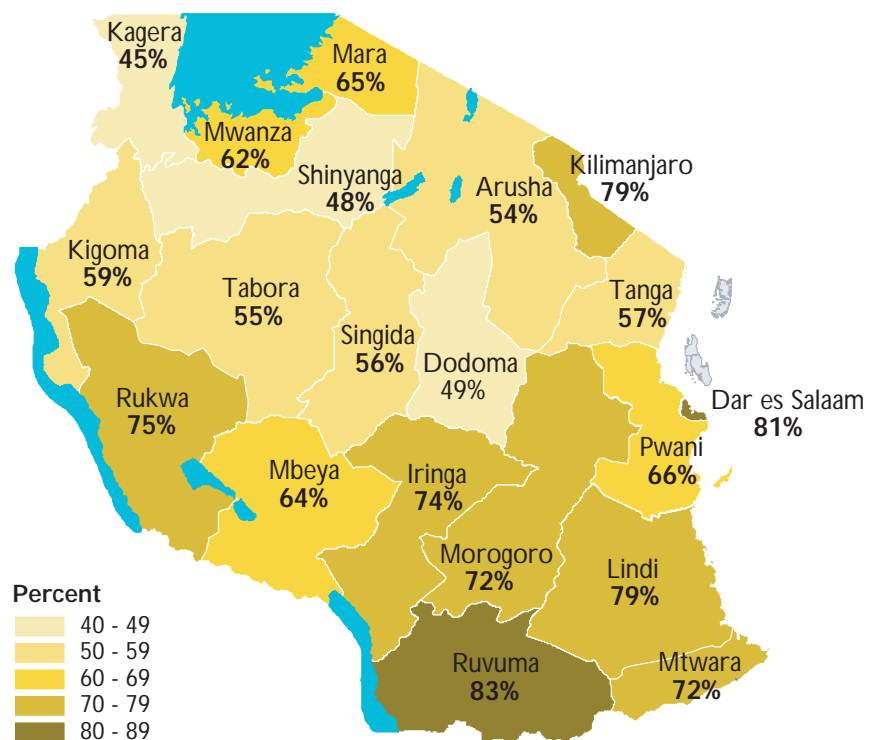 Kagera
45%
Mara
65%
Mwanza
62%
Shinyanga
48%
Arusha
54%
Kilimanjaro
79%
Kigoma
59%
Tabora
55%
Singida
56%
Dodoma
49%
Tanga
57%
Rukwa
75%
Dar es Salaam
81%
Pwani
66%
Mbeya
64%
Iringa
74%
Morogoro
72%
Lindi
79%
Ruvuma
83%
Mtwara
72%
Percent
40 - 49
50 - 59
60 - 69
70 - 79
80 - 89